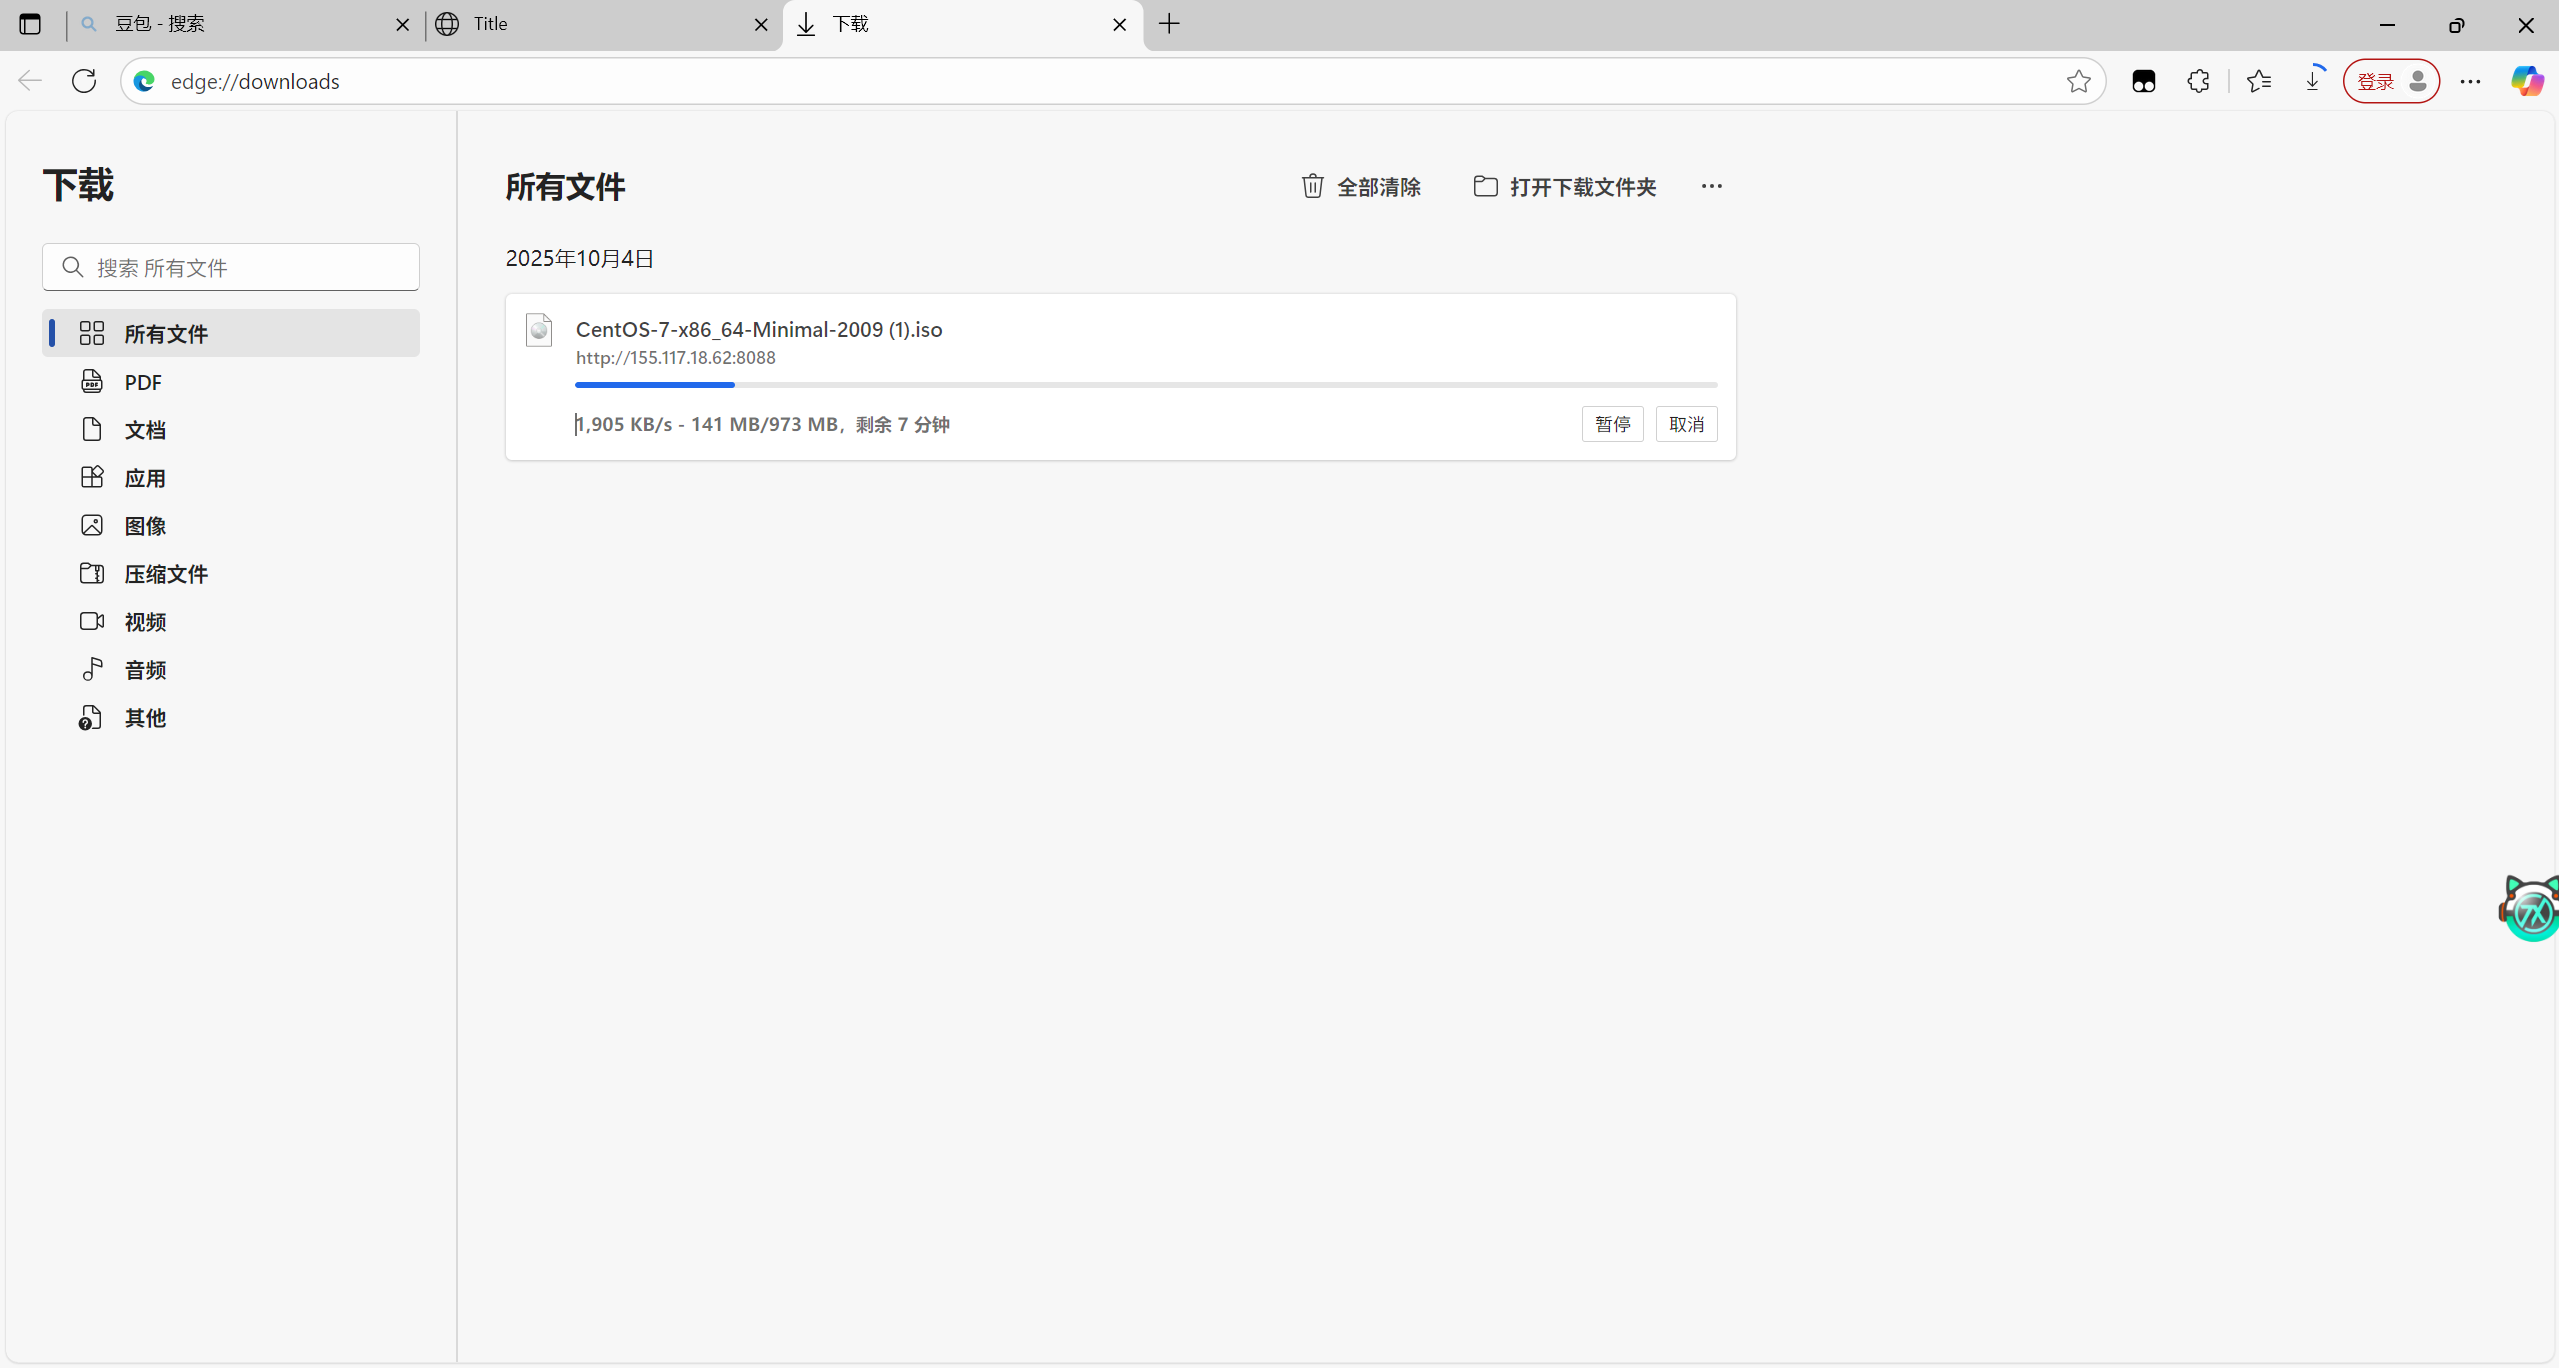 豆包 - 搜索
Title
下载
edge://downloads
登录
下载
搜索 所有文件
所有文件
PDF
文档
应用
图像
压缩文件
视频
音频
其他
所有文件
全部清除
打开下载文件夹
2025年10月4日
CentOS-7-x86_64-Minimal-2009 (1).iso
http://155.117.18.62:8088
1,905 KB/s - 141 MB/973 MB，剩余 7 分钟
暂停
取消